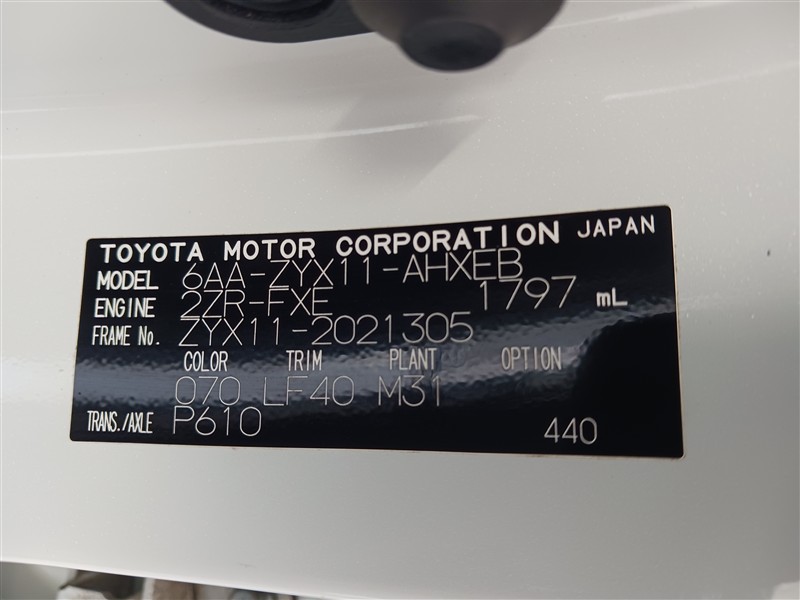 TOYOTA MOTOR CORPORATION JAPAN
MODEL 6AA-ZYX11-AHXEB
ENGINE 2ZR-FXE 1797 mL
FRAME No. ZYX11-2021305
COLOR TRIM PLANT OPTION
070 LF40 M31
TRANS./AXLE P610 440